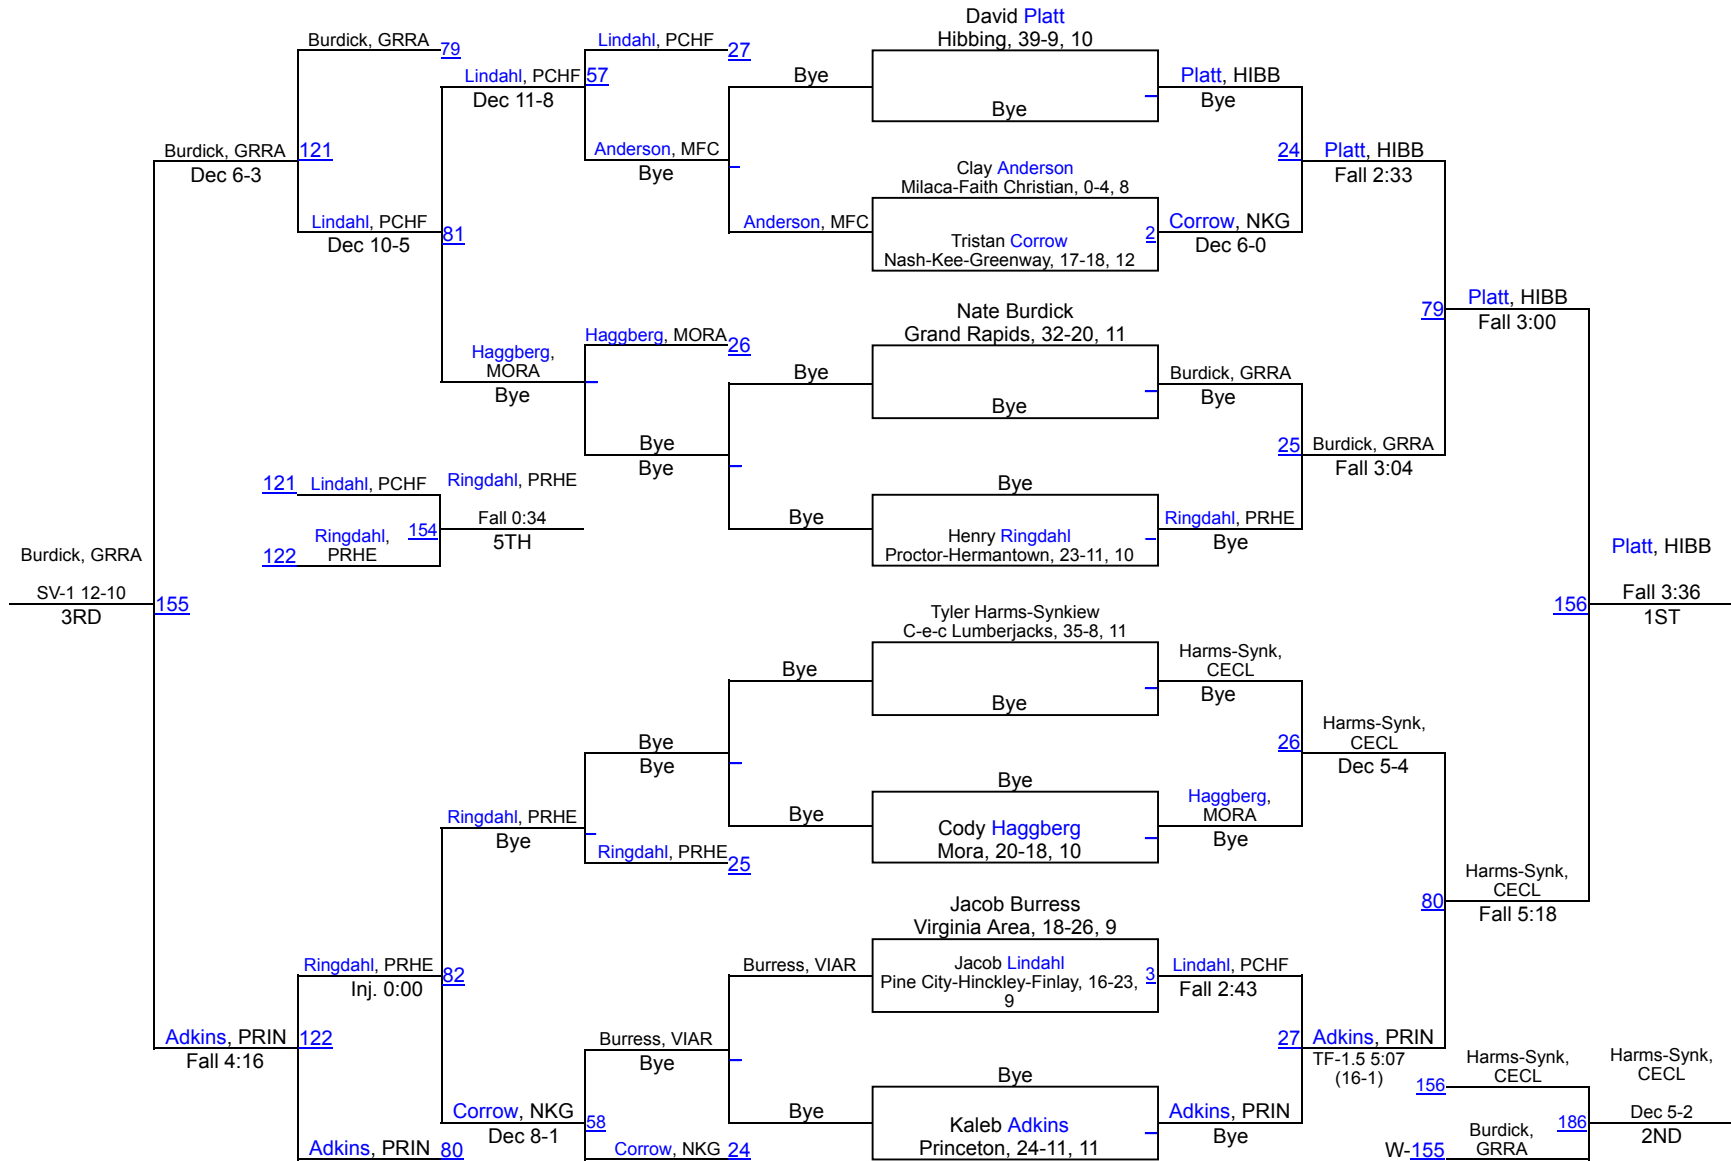 David Platt
Hibbing, 39-9, 10
Burdick, GRRA
79
Lindahl, PCHF
27
Lindahl, PCHF
57
Dec 11-8
Bye
Bye
Platt, HIBB
Bye
Burdick, GRRA
121
Dec 6-3
Anderson, MFC
Bye
Clay Anderson
Milaca-Faith Christian, 0-4, 8
24
Platt, HIBB
Fall 2:33
Lindahl, PCHF
81
Dec 10-5
Anderson, MFC
Tristan Corrow
Nash-Kee-Greenway, 17-18, 12
2
Corrow, NKG
Dec 6-0
Nate Burdick
Grand Rapids, 32-20, 11
79
Platt, HIBB
Fall 3:00
Haggberg,
MORA
Bye
Haggberg, MORA
26
Bye
Bye
Burdick, GRRA
Bye
Bye
Bye
25
Burdick, GRRA
Fall 3:04
121
Lindahl, PCHF
Ringdahl, PRHE
Bye
Fall 0:34
5TH
Ringdahl,
PRHE
154
122
Bye
Henry Ringdahl
Proctor-Hermantown, 23-11, 10
Ringdahl, PRHE
Bye
Burdick, GRRA
SV-1 12-10
3RD
155
Platt, HIBB
156
Fall 3:36
1ST
Tyler Harms-Synkiew
C-e-c Lumberjacks, 35-8, 11
Bye
Bye
Harms-Synk,
CECL
Bye
Bye
Bye
26
Harms-Synk,
CECL
Dec 5-4
Bye
Bye
Cody Haggberg
Mora, 20-18, 10
Haggberg,
MORA
Bye
Ringdahl, PRHE
Bye
Ringdahl, PRHE
25
80
Harms-Synk,
CECL
Fall 5:18
Jacob Burress
Virginia Area, 18-26, 9
Ringdahl, PRHE
82
Inj. 0:00
Burress, VIAR
Jacob Lindahl
Pine City-Hinckley-Finlay, 16-23,
9
3
Lindahl, PCHF
Fall 2:43
Adkins, PRIN
122
Fall 4:16
Burress, VIAR
Bye
27
Adkins, PRIN
TF-1.5 5:07
(16-1)
Bye
Corrow, NKG
58
Dec 8-1
Bye
Kaleb Adkins
Princeton, 24-11, 11
Adkins, PRIN
Bye
Adkins, PRIN
80
Corrow, NKG
24
Harms-Synk,
CECL
156
Harms-Synk,
CECL
186
Dec 5-2
2ND
W-155
Burdick,
GRRA